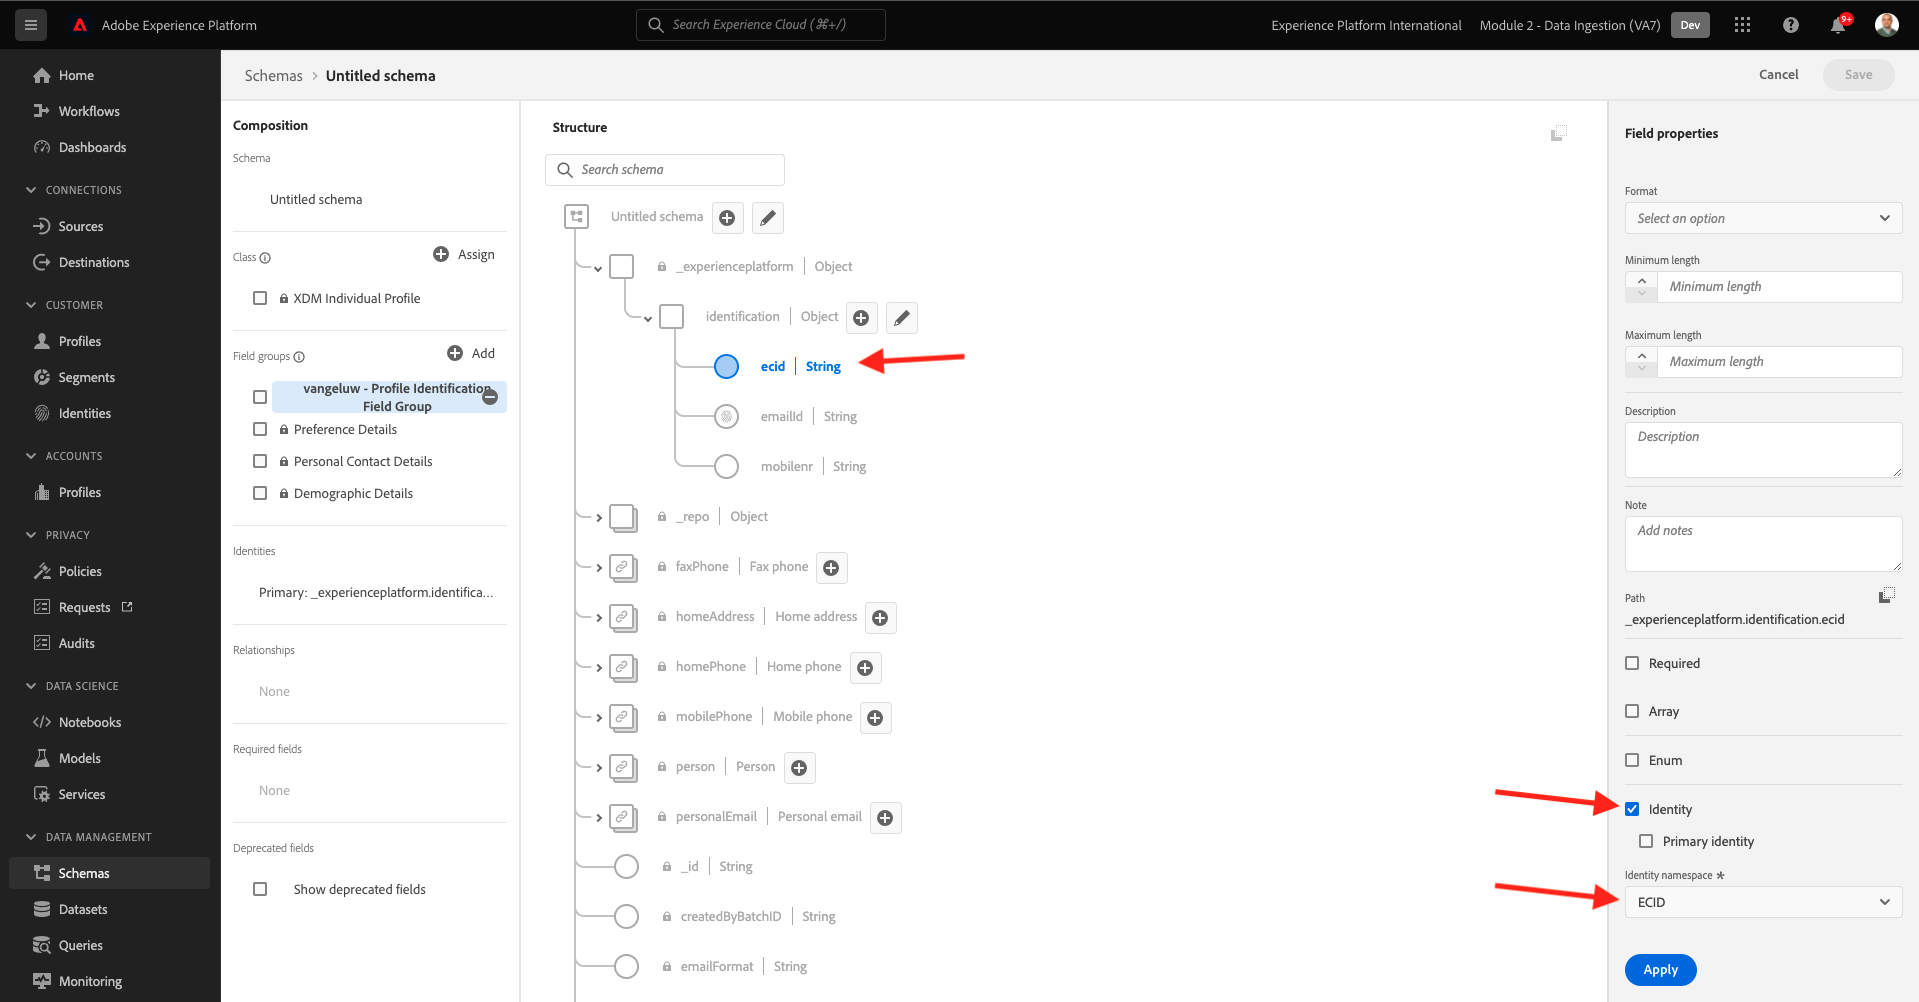 Adobe Experience Platform
Search Experience Cloud (⌘+/)
Experience Platform International
Module 2 - Data Ingestion (VA7)
Dev
9+
Home
Workflows
Dashboards
CONNECTIONS
Sources
Destinations
CUSTOMER
Profiles
Segments
Identities
ACCOUNTS
Profiles
PRIVACY
Policies
Requests
Audits
DATA SCIENCE
Notebooks
Models
Services
DATA MANAGEMENT
Schemas
Datasets
Queries
Monitoring
Schemas > Untitled schema
Cancel
Save
Composition
Schema
Untitled schema
Class
Assign
XDM Individual Profile
Field groups
Add
vangeluw - Profile Identification
Field Group
Preference Details
Personal Contact Details
Demographic Details
Identities
Primary: _experienceplatform.identifica...
Relationships
None
Required fields
None
Deprecated fields
Show deprecated fields
Structure
Search schema
Untitled schema
_experienceplatform | Object
identification | Object
ecid | String
emailId | String
mobilenr | String
_repo | Object
faxPhone | Fax phone
homeAddress | Home address
homePhone | Home phone
mobilePhone | Mobile phone
person | Person
personalEmail | Personal email
_id | String
createdByBatchID | String
emailFormat | String
Field properties
Format
Select an option
Minimum length
Minimum length
Maximum length
Maximum length
Description
Description
Note
Add notes
Path
_experienceplatform.identification.ecid
Required
Array
Enum
Identity
Primary identity
Identity namespace *
ECID
Apply